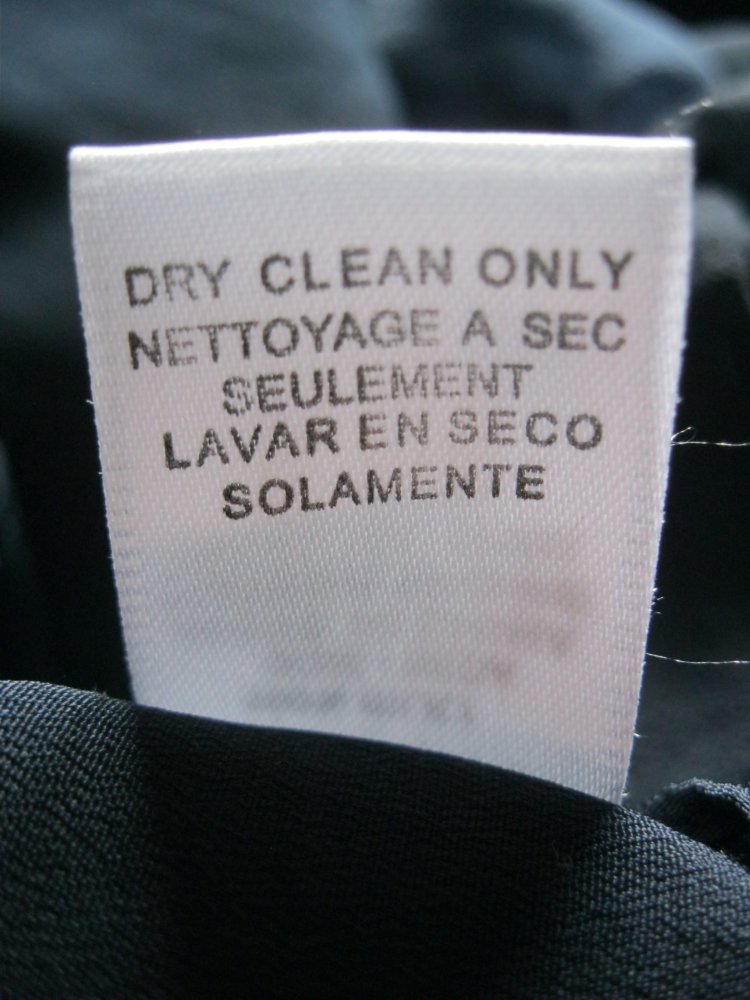 DRY CLEAN ONLY
NETTOYAGE A SEC
SEULEMENT
LAVAR EN SECO
SOLAMENTE